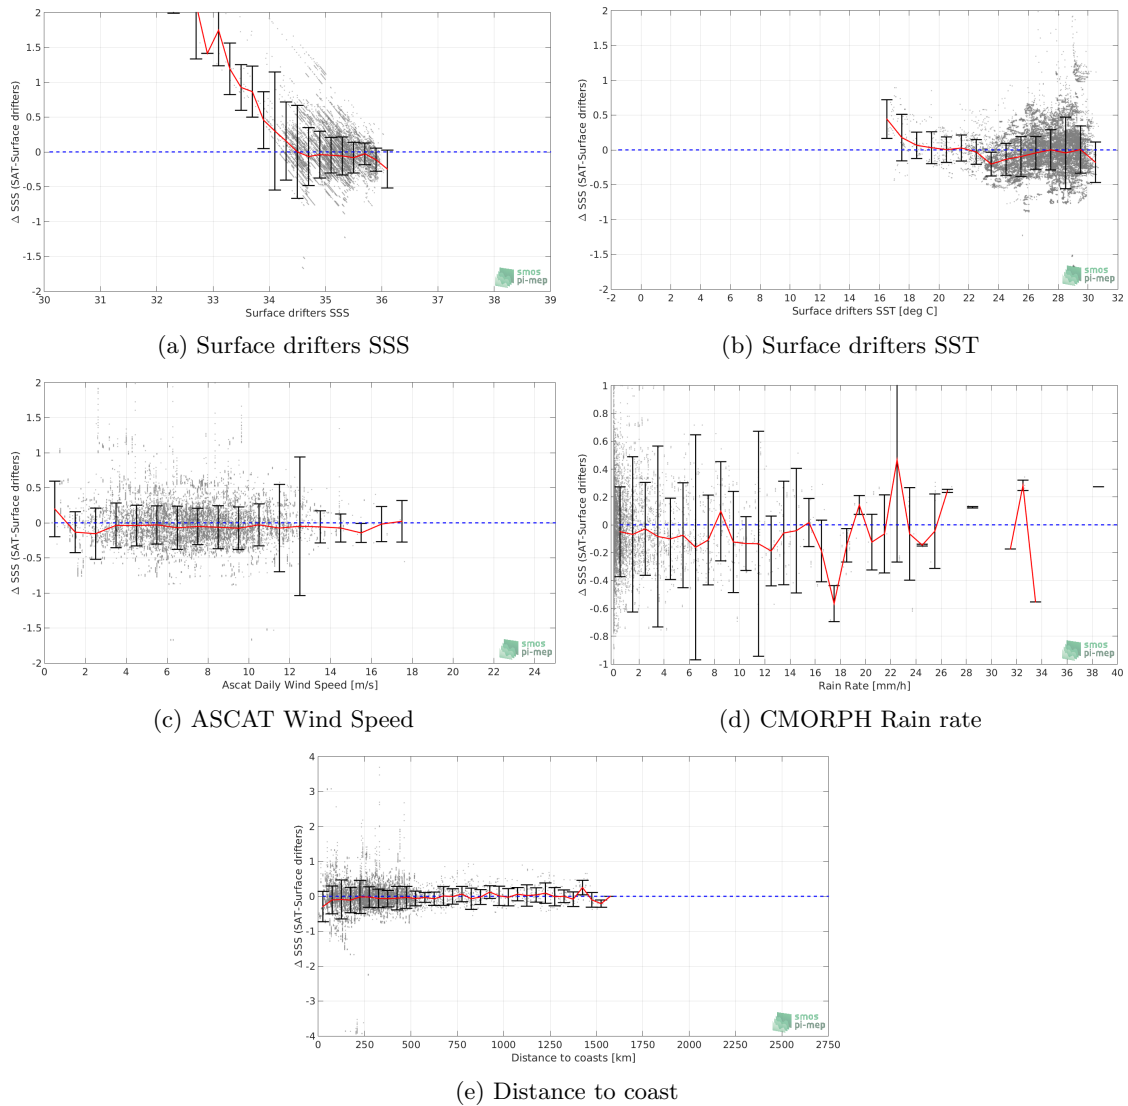 2
1.5
1
0.5
0
-0.5
-1
-1.5
-2
Δ SSS (SAT-Surface drifters)
30 31 32 33 34 35 36 37 38 39
Surface drifters SSS
smos
pi-mep
(a) Surface drifters SSS
2
1.5
1
0.5
0
-0.5
-1
-1.5
-2
Δ SSS (SAT-Surface drifters)
-2 0 2 4 6 8 10 12 14 16 18 20 22 24 26 28 30 32
Surface drifters SST [deg C]
smos
pi-mep
(b) Surface drifters SST
2
1.5
1
0.5
0
-0.5
-1
-1.5
-2
Δ SSS (SAT-Surface drifters)
0 2 4 6 8 10 12 14 16 18 20 22 24
Ascat Daily Wind Speed [m/s]
smos
pi-mep
(c) ASCAT Wind Speed
1
0.8
0.6
0.4
0.2
0
-0.2
-0.4
-0.6
-0.8
-1
Δ SSS (SAT-Surface drifters)
0 2 4 6 8 10 12 14 16 18 20 22 24 26 28 30 32 34 36 38 40
Rain Rate [mm/h]
smos
pi-mep
(d) CMORPH Rain rate
4
3
2
1
0
-1
-2
-3
-4
Δ SSS (SAT-Surface drifters)
0 250 500 750 1000 1250 1500 1750 2000 2250 2500 2750
Distance to coasts [km]
smos
pi-mep
(e) Distance to coast